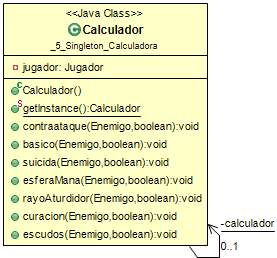 <<Java Class>>
C Calculador
_5_Singleton_Calculadora
jugador: Jugador
C Calculador()
S getInstance():Calculador
contraataque(Enemigo,boolean):void
basico(Enemigo,boolean):void
suicida(Enemigo,boolean):void
esferaMana(Enemigo,boolean):void
rayoAturdidor(Enemigo,boolean):void
curacion(Enemigo,boolean):void
escudos(Enemigo,boolean):void
-calculador
0..1